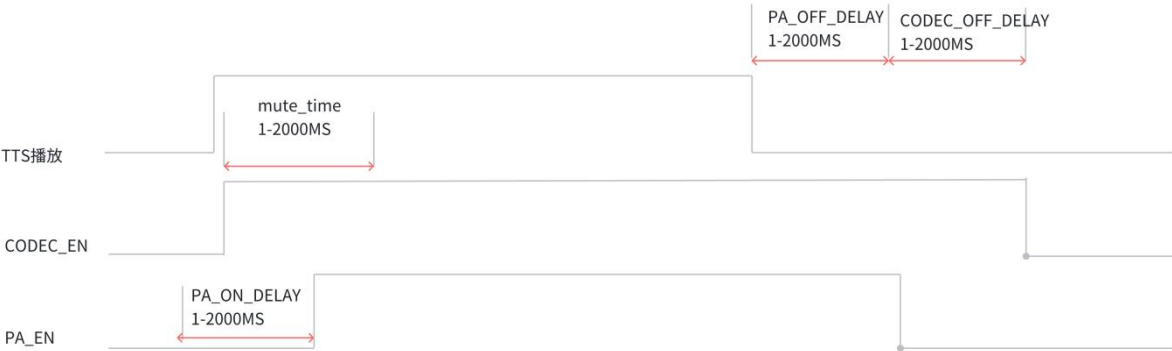 PA_OFF_DELAY
1-2000MS
CODEC_OFF_DELAY
1-2000MS
mute_time
1-2000MS
TTS播放
CODEC_EN
PA_ON_DELAY
1-2000MS
PA_EN